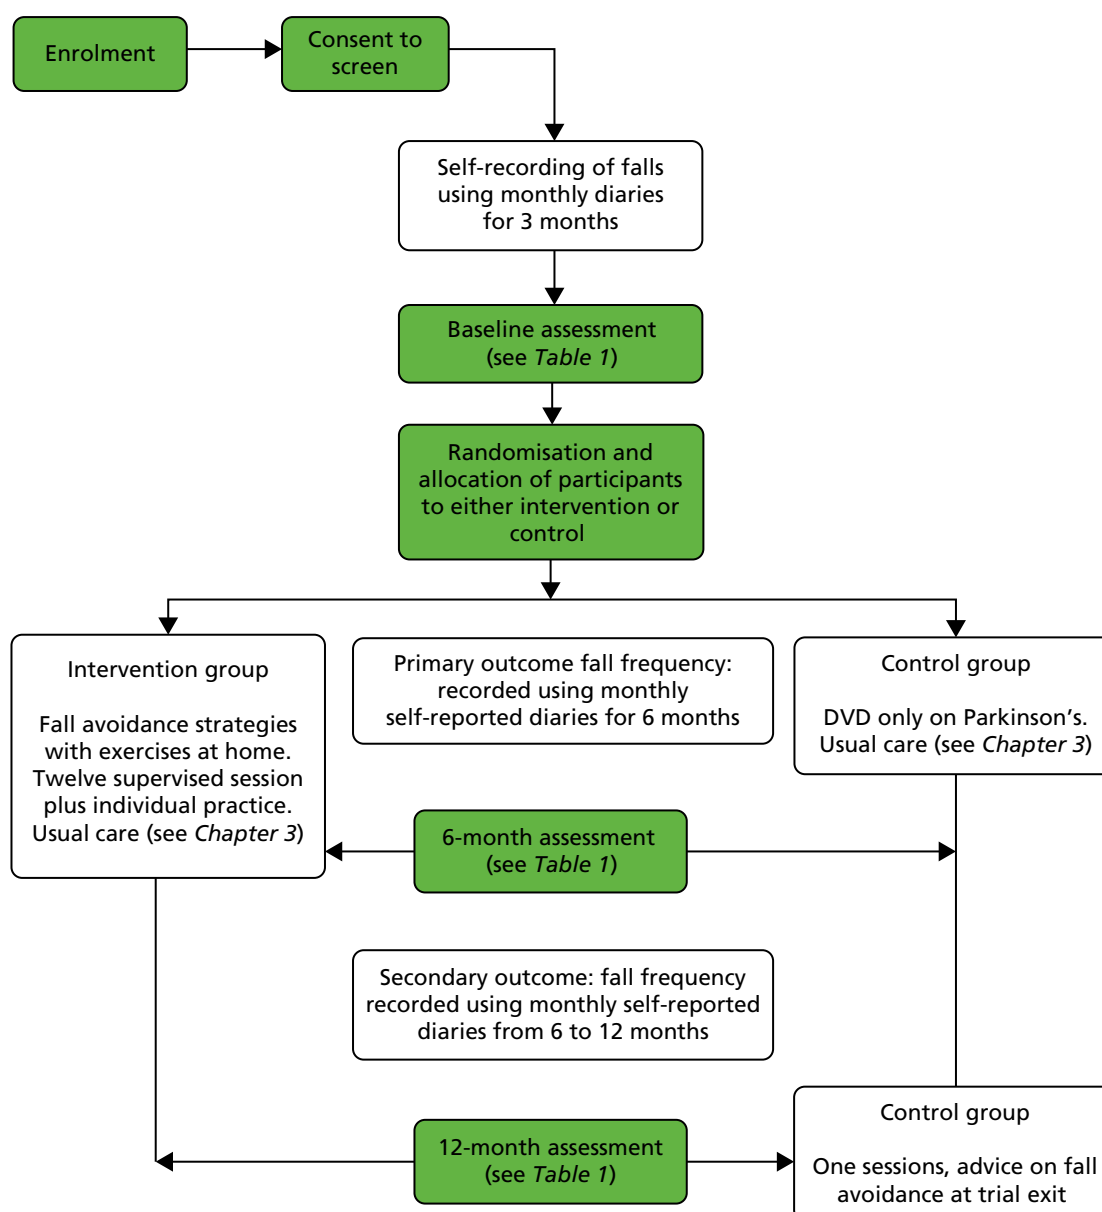 Enrolment
Consent to
screen
Self-recording of falls
using monthly diaries
for 3 months
Baseline assessment
(see Table 1)
Randomisation and
allocation of participants
to either intervention or
control
Intervention group
Fall avoidance strategies
with exercises at home.
Twelve supervised session
plus individual practice.
Usual care (see Chapter 3)
Primary outcome fall frequency:
recorded using monthly
self-reported diaries for 6 months
Control group
DVD only on Parkinson’s.
Usual care (see Chapter 3)
6-month assessment
(see Table 1)
Secondary outcome: fall frequency
recorded using monthly self-reported
diaries from 6 to 12 months
12-month assessment
(see Table 1)
Control group
One sessions, advice on fall
avoidance at trial exit